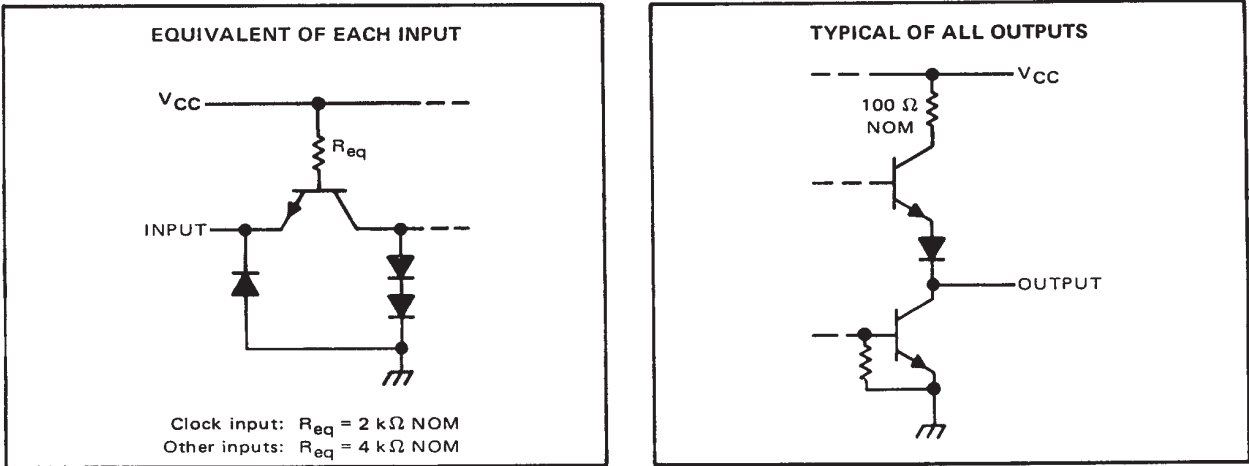 EQUIVALENT OF EACH INPUT
VCC
Req
INPUT
Clock input: Req = 2 kΩ NOM
Other inputs: Req = 4 kΩ NOM
TYPICAL OF ALL OUTPUTS
VCC
100 Ω
NOM
OUTPUT